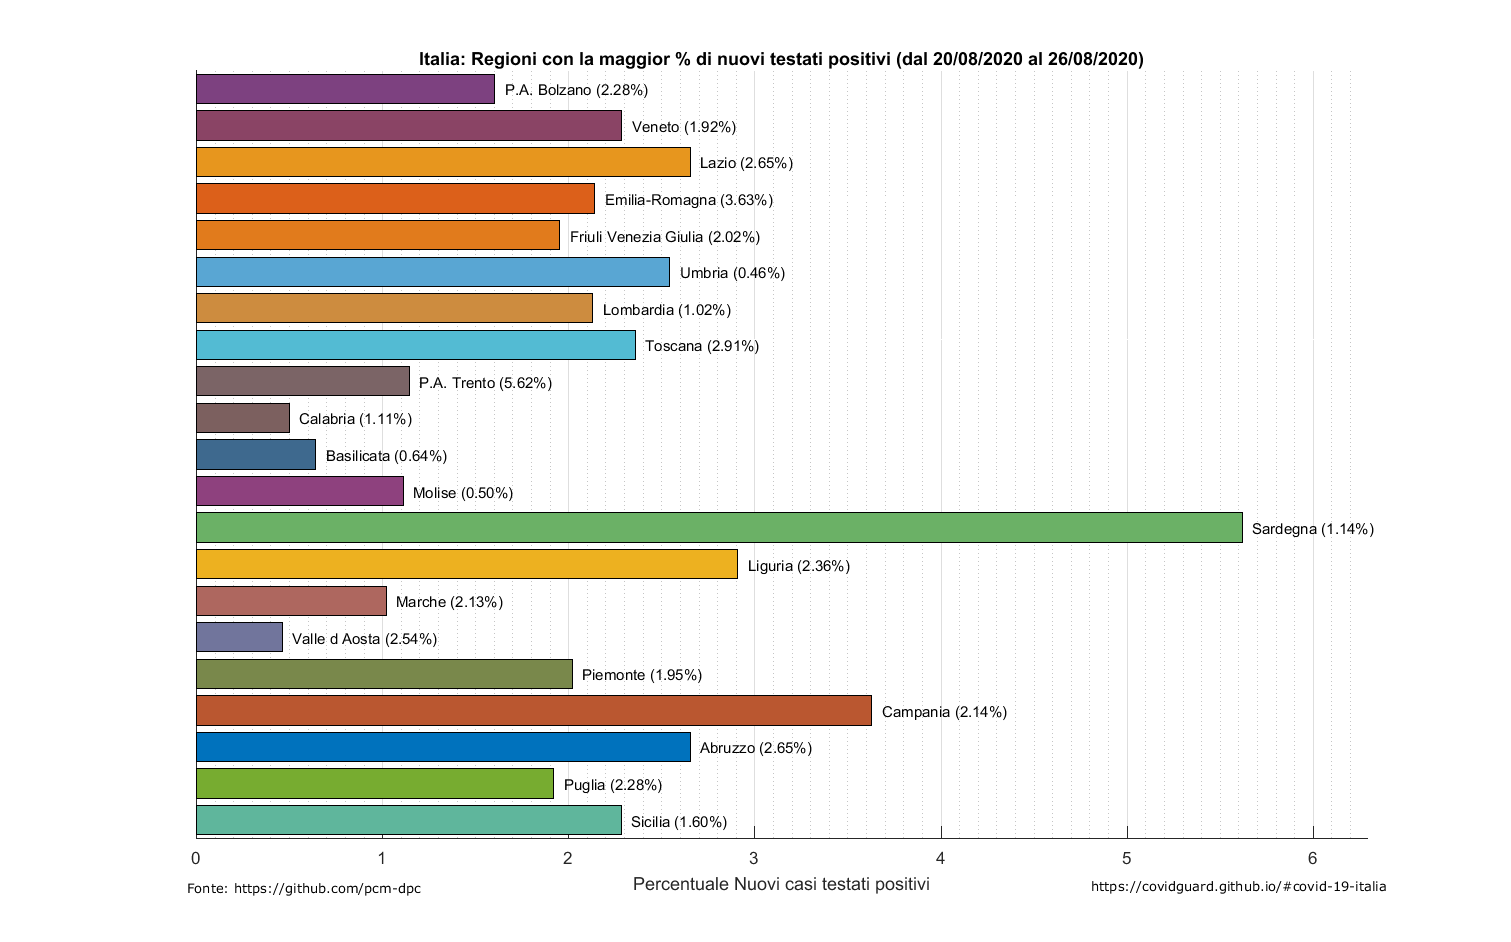 Italia: Regioni con la maggior % di nuovi testati positivi (dal 20/08/2020 al 26/08/2020)
P.A. Bolzano (2.28%)
Veneto (1.92%)
Lazio (2.65%)
Emilia-Romagna (3.63%)
Friuli Venezia Giulia (2.02%)
Umbria (0.46%)
Lombardia (1.02%)
Toscana (2.91%)
P.A. Trento (5.62%)
Calabria (1.11%)
Basilicata (0.64%)
Molise (0.50%)
Sardegna (1.14%)
Liguria (2.36%)
Marche (2.13%)
Valle d Aosta (2.54%)
Piemonte (1.95%)
Campania (2.14%)
Abruzzo (2.65%)
Puglia (2.28%)
Sicilia (1.60%)
0 1 2 3 4 5 6
Percentuale Nuovi casi testati positivi
Fonte: https://github.com/pcm-dpc
https://covidguard.github.io/#covid-19-italia